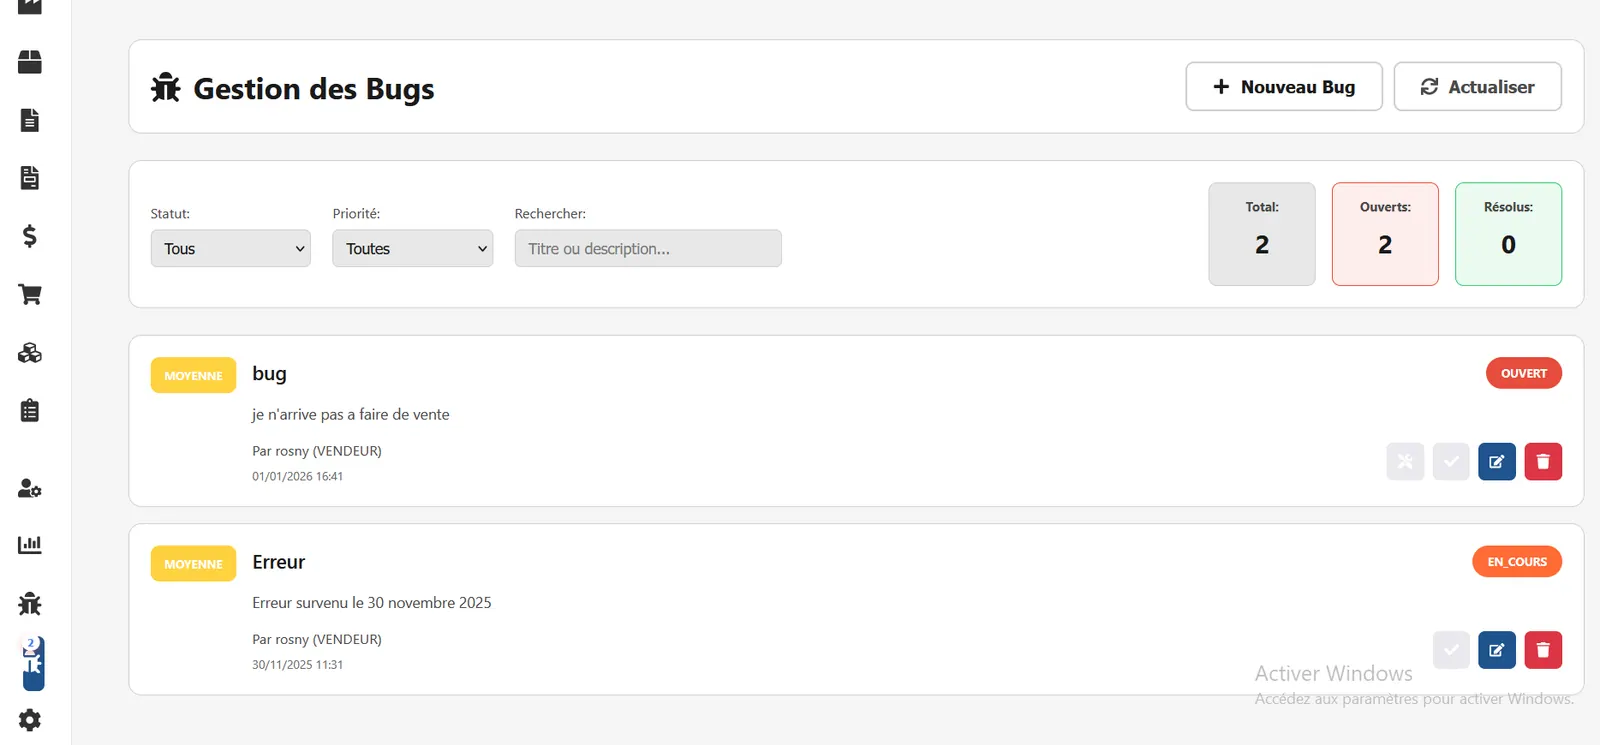 Gestion des Bugs
Nouveau Bug
Actualiser
Statut:
Priorité:
Rechercher:
Tous
Toutes
Titre ou description...
Total:
2
Ouverts:
2
Résolus:
0
MOYENNE
bug
OUVERT
je n'arrive pas a faire de vente
Par rosny (VENDEUR)
01/01/2026 16:41
MOYENNE
Erreur
EN_COURS
Erreur survenu le 30 novembre 2025
Par rosny (VENDEUR)
30/11/2025 11:31
2
Activer Windows
Accédez aux paramètres pour activer Windows.